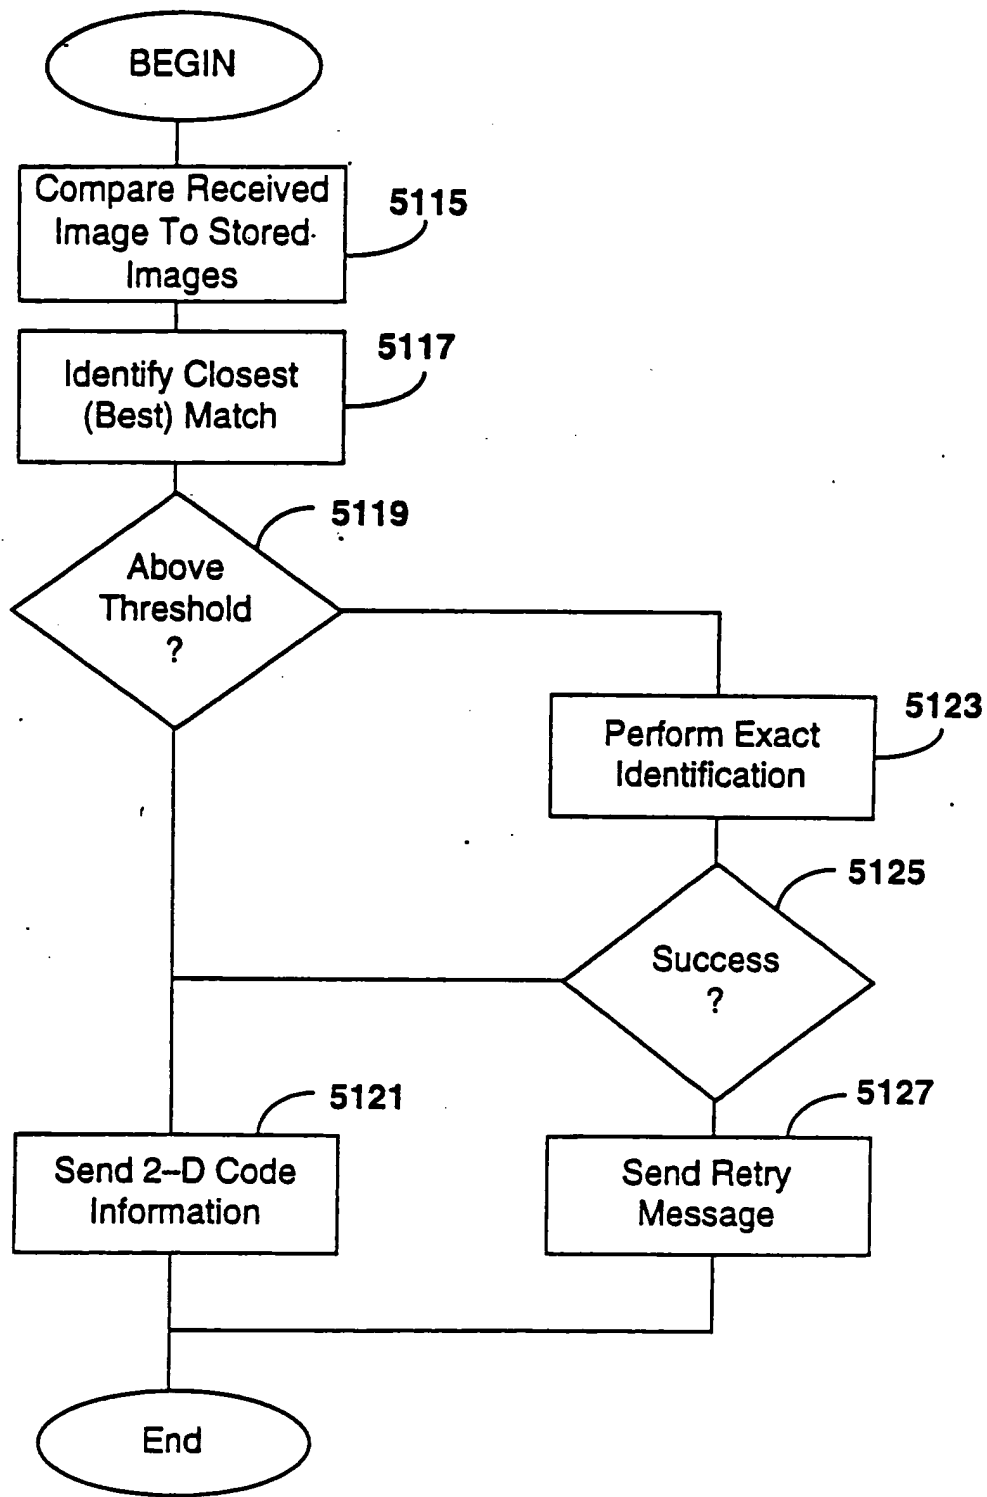 BEGIN
Compare Received
Image To Stored
Images
5115
Identify Closest
(Best) Match
5117
Above
Threshold
?
5119
Perform Exact
Identification
5123
Success
?
5125
Send 2-D Code
Information
5121
Send Retry
Message
5127
End